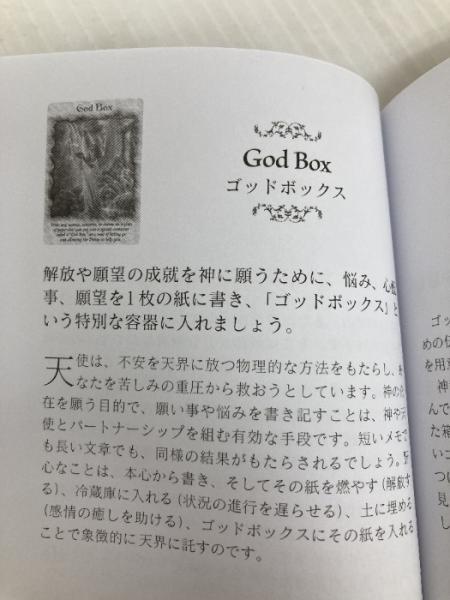 God Box
God Box
ゴッドボックス
解放や願望の成就を神に願うために、悩み、心配
事、願望を1枚の紙に書き、「ゴッドボックス」と
いう特別な容器に入れましょう。
天使は、不安を天界に放つ物理的な方法をもたらし、
なたを苦しみの重圧から救おうとしています。神の
在を願う目的で、願い事や悩みを書き記すことは、神や天
使とパートナーシップを組む有効な手段です。短いメモで
も長い文章でも、同様の結果がもたらされるでしょう。
心なことは、本心から書き、そしてその紙を燃やす(解放す
る)、冷蔵庫に入れる(状況の進行を遅らせる)、土に埋める
(感情の癒しを助ける)、ゴッドボックスにその紙を入れる
ことで象徴的に天界に託すのです。
ゴッ
めの伝
を用意
神
んで
た箱
いゴ
つに
見
し